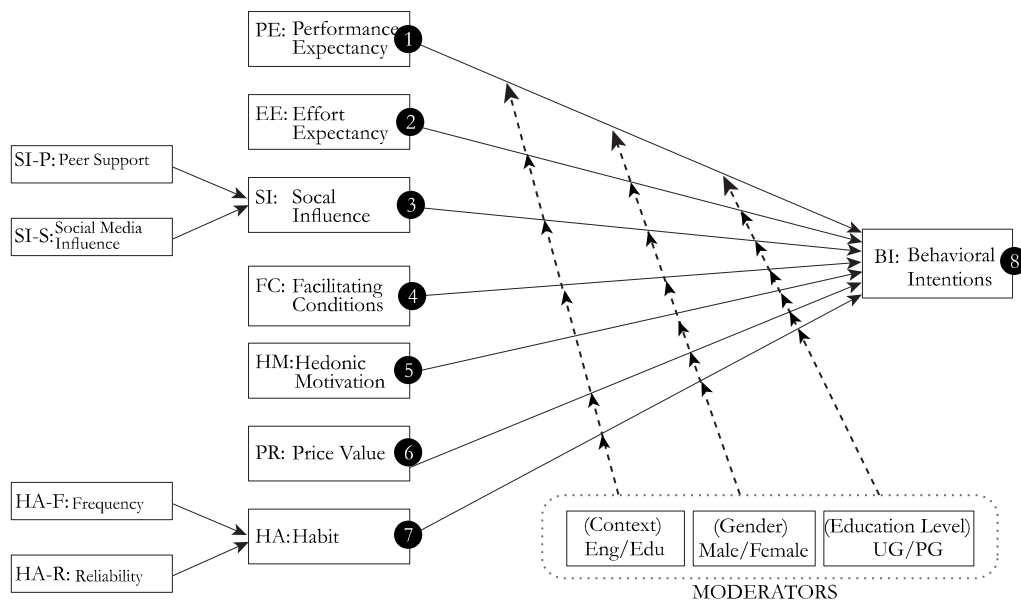 PE: Performance
Expectancy
1
EE: Effort
Expectancy
2
SI-P: Peer Support
SI-S: Social Media
Influence
SI: Socal
Influence
3
FC: Facilitating
Conditions
4
HM: Hedonic
Motivation
5
PR: Price Value
6
HA-F: Frequency
HA-R: Reliability
HA: Habit
7
BI: Behavioral
Intentions
8
(Context)
Eng/Edu
(Gender)
Male/Female
(Education Level)
UG/PG
MODERATORS